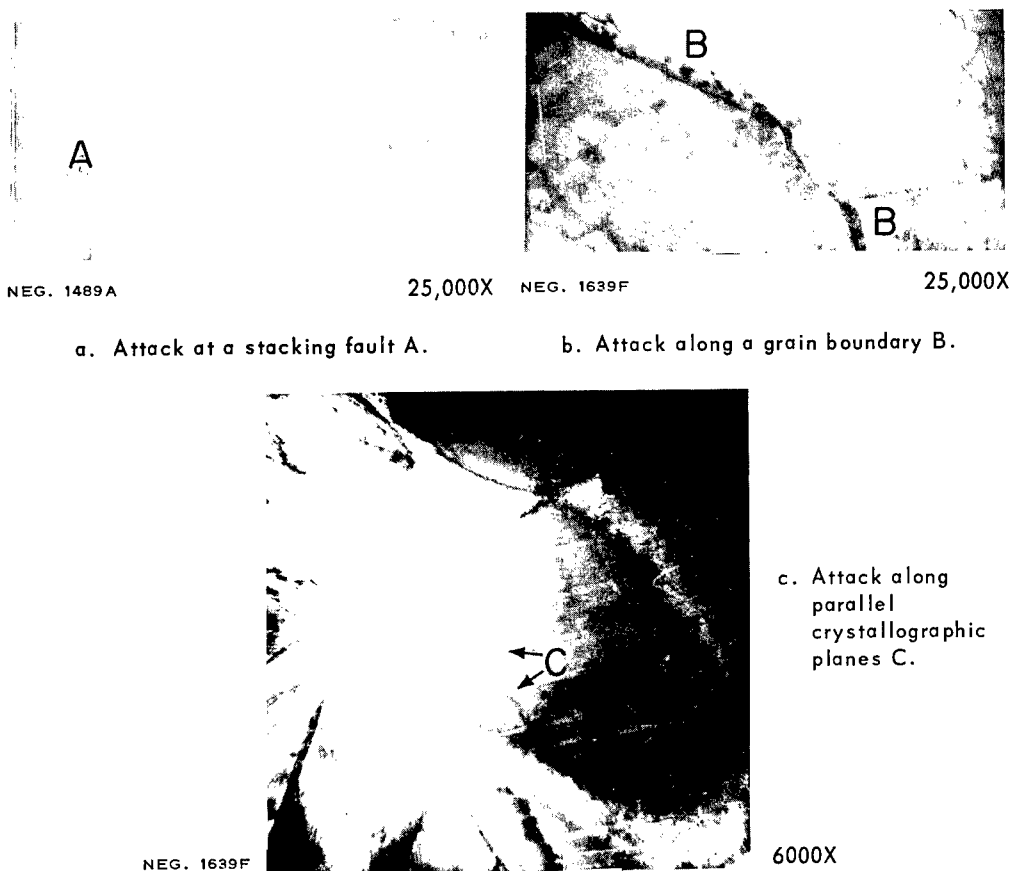 A
B
B
NEG. 1489A
25,000X
NEG. 1639F
25,000X
a. Attack at a stacking fault A.
b. Attack along a grain boundary B.
C
c. Attack along
parallel
crystallographic
planes C.
NEG. 1639F
6000X